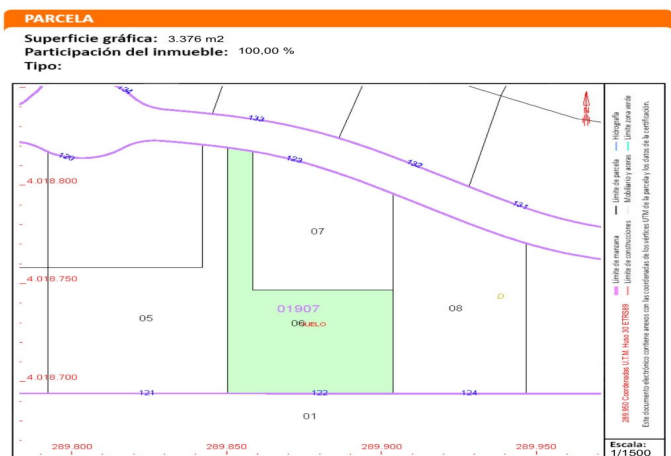 PARCELA
Superficie gráfica: 3.376 m2
Participación del inmueble: 100,00 %
Tipo:
134
133
132
131
120
123
4.018.800
07
4.018.750
01907
05
06
SUELO
08
D
4.018.700
121
122
124
01
289.800
289.850
289.900
289.950
289.950 Coordenadas U.T.M. Huso 30 ETRS89
Límite de manzana
Límite de parcela
Límite de construcciones
Mobiliario y aceras
Hidrografía
Límite zona verde
Este documento electrónico contiene anexos con las coordenadas de los vértices UTM de la parcela y los datos de la certificación.
Escala:
1/1500